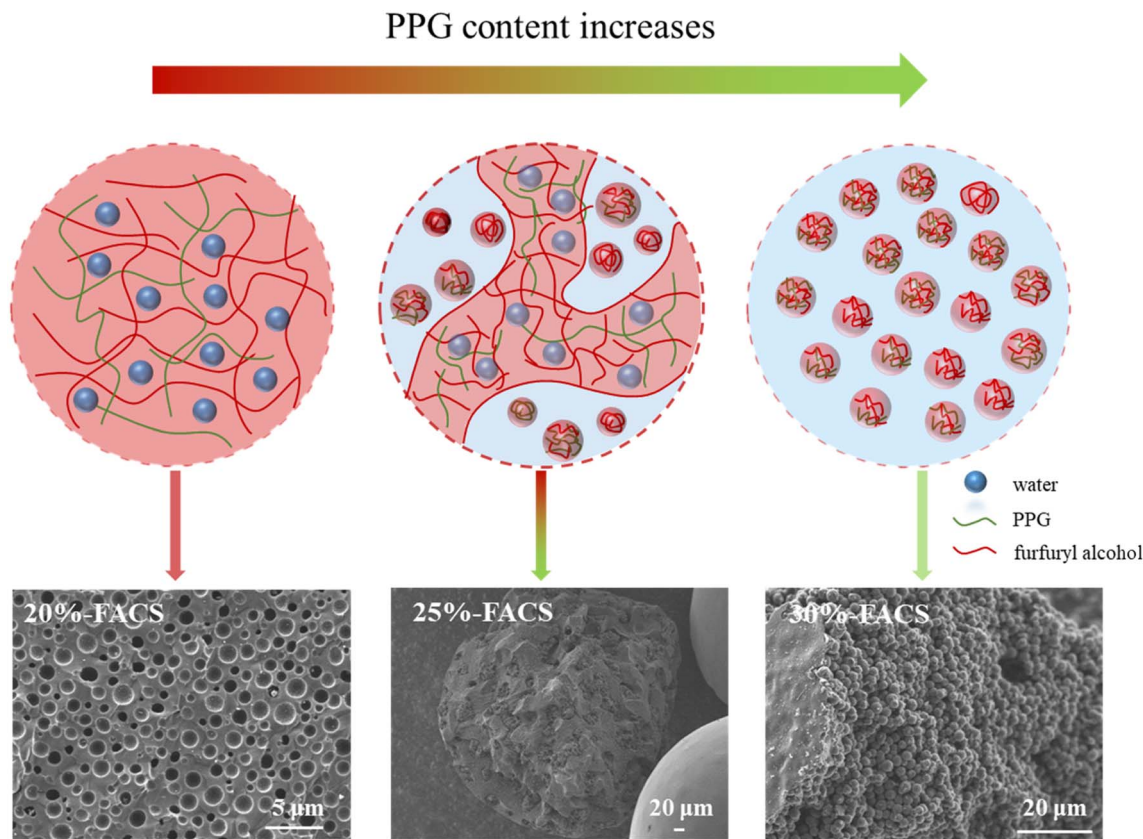 PPG content increases
water
PPG
furfuryl alcohol
20%-FACS
25%-FACS
30%-FACS
5 μm
20 μm
20 μm